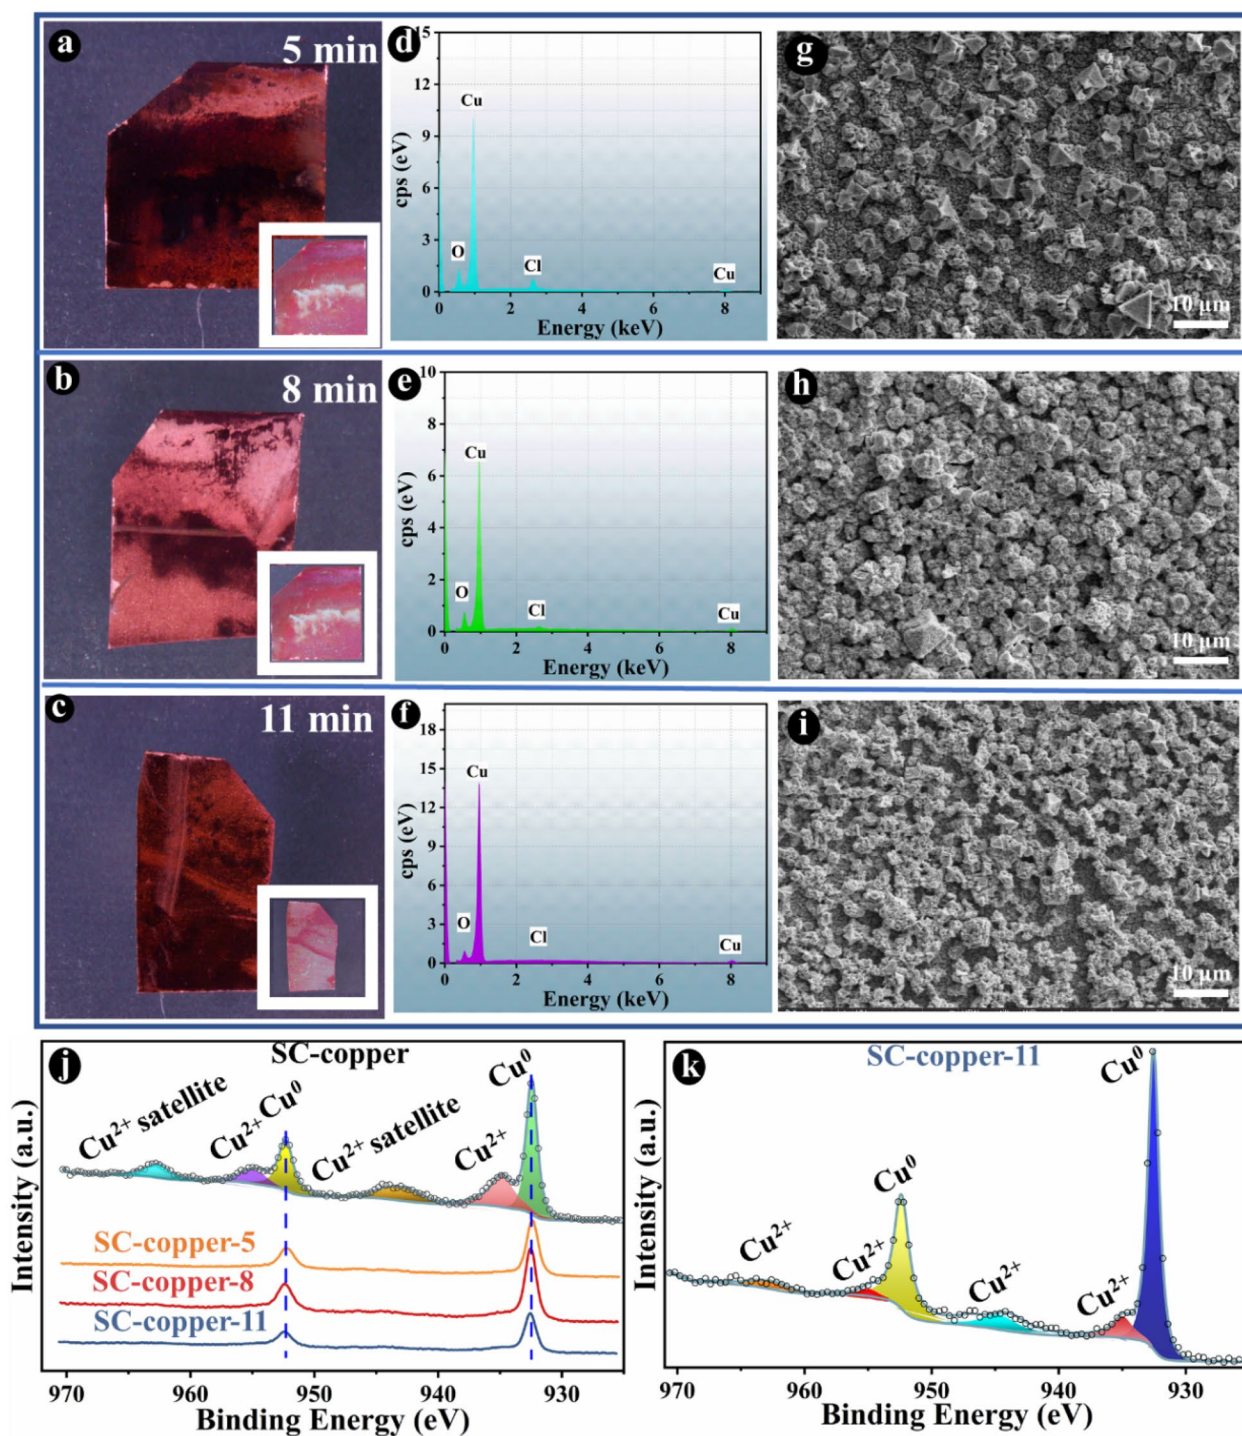 a
5 min
d
15
12
9
6
3
0
cps (eV)
Cu
O
Cl
Cu
0 2 4 6 8
Energy (keV)
g
10 μm
b
8 min
e
10
8
6
4
2
0
cps (eV)
Cu
O
Cl
Cu
0 2 4 6 8
Energy (keV)
h
10 μm
c
11 min
f
18
15
12
9
6
3
0
cps (eV)
Cu
O
Cl
Cu
0 2 4 6 8
Energy (keV)
i
10 μm
j
SC-copper
Cu²⁺ satellite
Cu²⁺
Cu⁰
Cu²⁺ satellite
Cu²⁺
Cu⁰
SC-copper-5
SC-copper-8
SC-copper-11
Intensity (a.u.)
970 960 950 940 930
Binding Energy (eV)
k
SC-copper-11
Cu²⁺
Cu²⁺
Cu⁰
Cu²⁺
Cu²⁺
Cu⁰
Intensity (a.u.)
970 960 950 940 930
Binding Energy (eV)